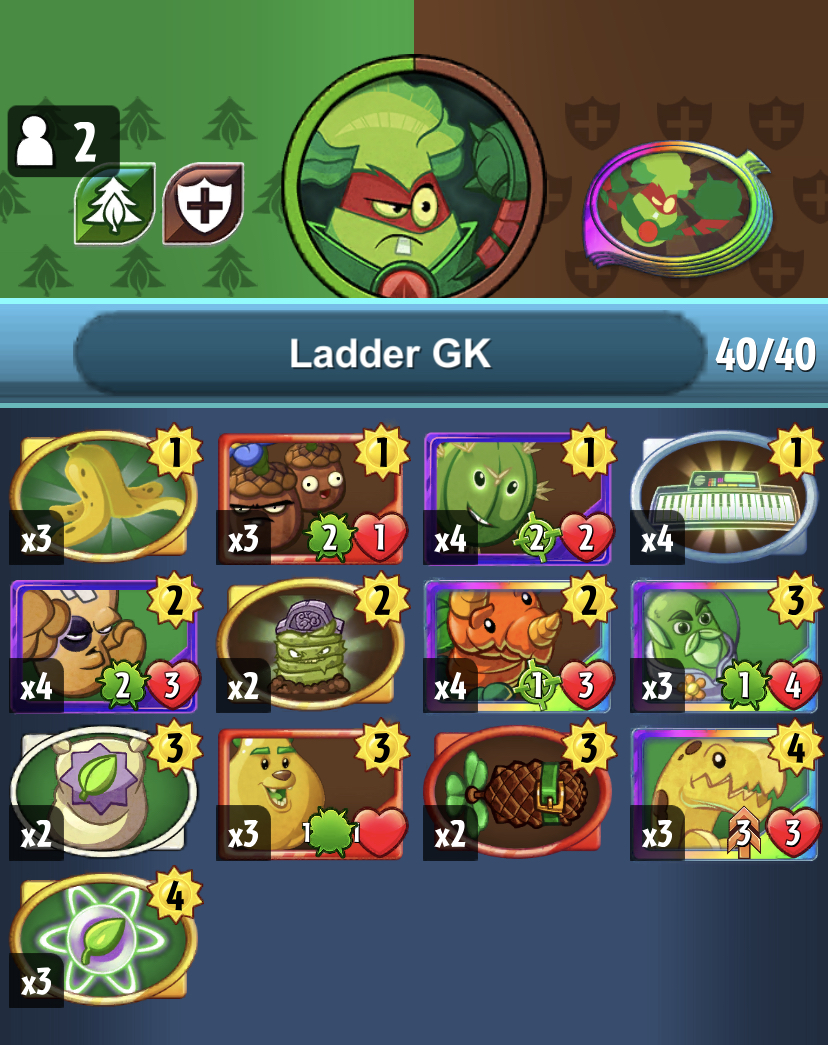 2
Ladder GK 40/40
1 1 1 1
x3 x3 2 1 x4 2 2 x4
2 2 2 3
x4 2 3 x2 x4 1 3 x3 1 4
3 3 3 4
x2 x3 1 1 x2 x3 3 3
4
x3